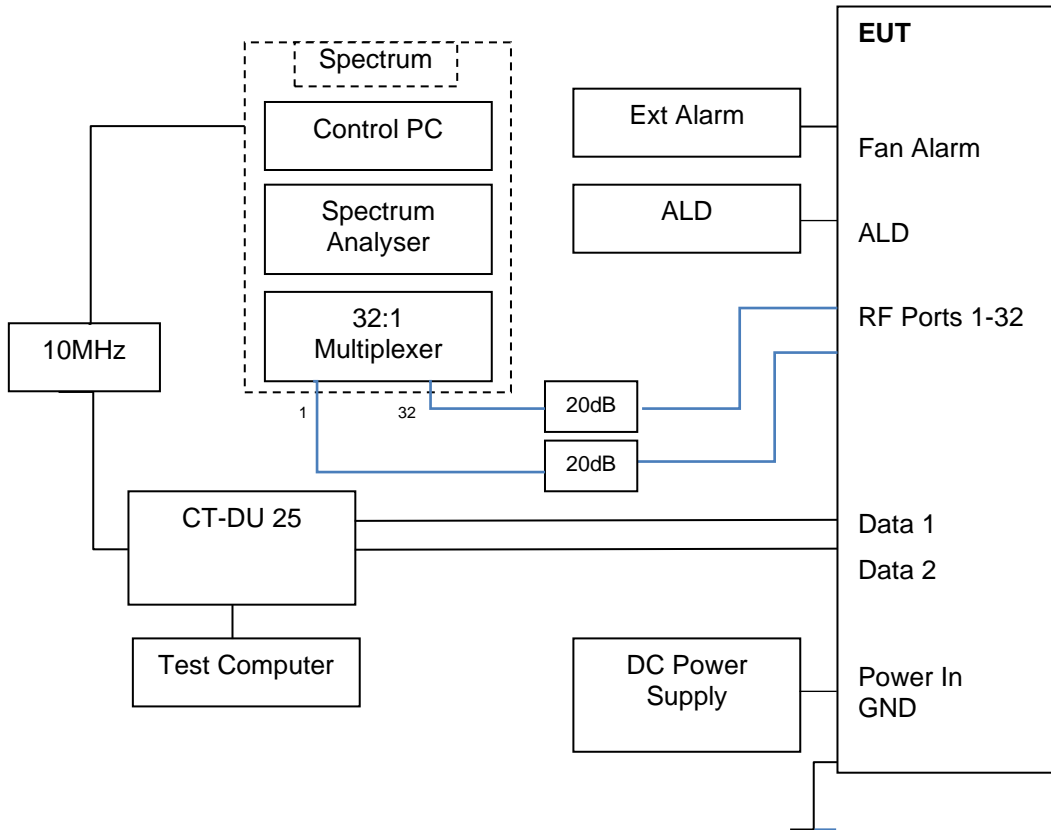 EUT
Spectrum
Control PC
Spectrum
Analyser
32:1
Multiplexer
Ext Alarm
Fan Alarm
ALD
ALD
RF Ports 1-32
10MHz
1
32
20dB
20dB
CT-DU 25
Data 1
Data 2
Test Computer
DC Power
Supply
Power In
GND